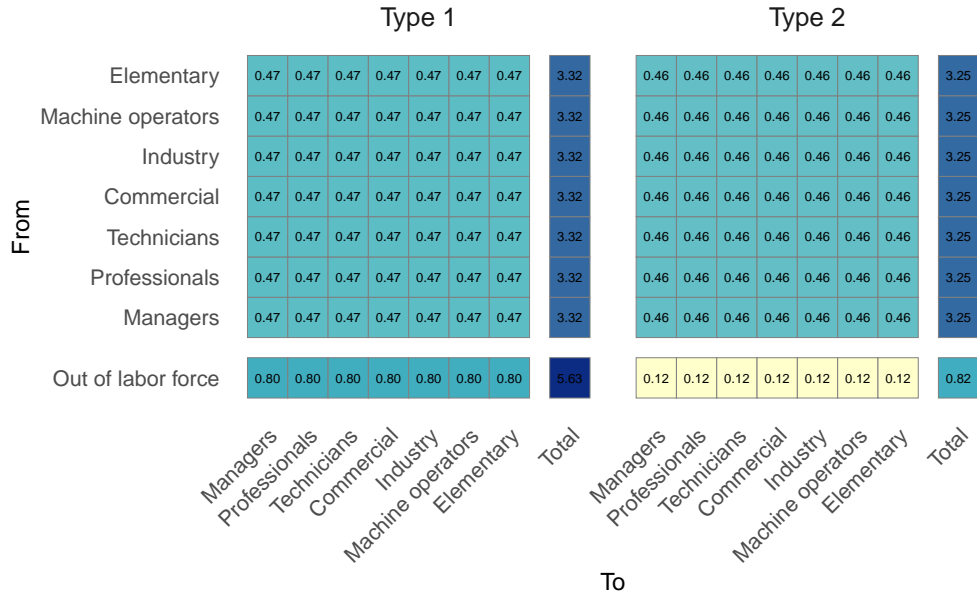 Type 1 Type 2
Elementary 0.47 0.47 0.47 0.47 0.47 0.47 0.47 3.32 0.46 0.46 0.46 0.46 0.46 0.46 0.46 3.25
Machine operators 0.47 0.47 0.47 0.47 0.47 0.47 0.47 3.32 0.46 0.46 0.46 0.46 0.46 0.46 0.46 3.25
Industry 0.47 0.47 0.47 0.47 0.47 0.47 0.47 3.32 0.46 0.46 0.46 0.46 0.46 0.46 0.46 3.25
Commercial 0.47 0.47 0.47 0.47 0.47 0.47 0.47 3.32 0.46 0.46 0.46 0.46 0.46 0.46 0.46 3.25
Technicians 0.47 0.47 0.47 0.47 0.47 0.47 0.47 3.32 0.46 0.46 0.46 0.46 0.46 0.46 0.46 3.25
Professionals 0.47 0.47 0.47 0.47 0.47 0.47 0.47 3.32 0.46 0.46 0.46 0.46 0.46 0.46 0.46 3.25
Managers 0.47 0.47 0.47 0.47 0.47 0.47 0.47 3.32 0.46 0.46 0.46 0.46 0.46 0.46 0.46 3.25
Out of labor force 0.80 0.80 0.80 0.80 0.80 0.80 0.80 5.63 0.12 0.12 0.12 0.12 0.12 0.12 0.12 0.82
From
Managers Professionals Technicians Commercial Industry Machine operators Elementary Total Managers Professionals Technicians Commercial Industry Machine operators Elementary Total
To